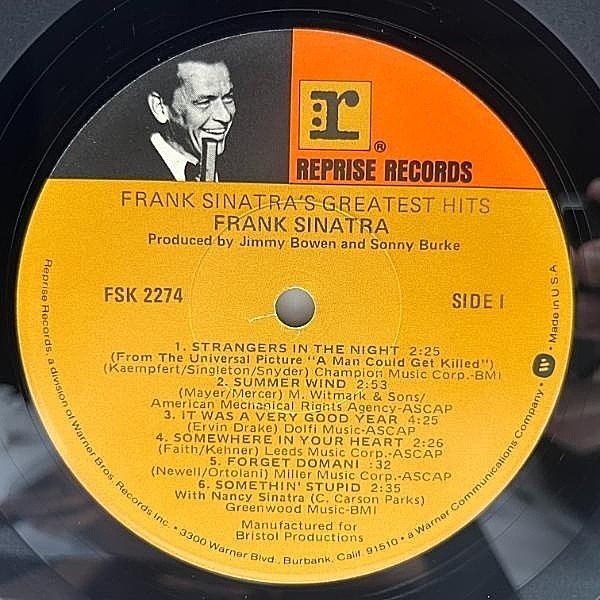 r
®
REPRISE RECORDS
FRANK SINATRA'S GREATEST HITS
FRANK SINATRA
Produced by Jimmy Bowen and Sonny Burke
FSK 2274
SIDE I
1. STRANGERS IN THE NIGHT 2:25
(From The Universal Picture "A Man Could Get Killed")
(Kaempfert/Singleton/Snyder) Champion Music Corp.-BMI
2. SUMMER WIND 2:53
(Mayer/Mercer) M. Witmark & Sons/
American Mechanical Rights Agency-ASCAP
3. IT WAS A VERY GOOD YEAR 4:25
(Ervin Drake) Dolfi Music-ASCAP
4. SOMEWHERE IN YOUR HEART 2:26
(Faith/Kehner) Leeds Music Corp.-ASCAP
5. FORGET DOMANI :32
(Newell/Ortolani) Miller Music Corp.-ASCAP
6. SOMETHIN' STUPID 2:35
With Nancy Sinatra (C. Carson Parks)
Greenwood Music-BMI
Manufactured for
Bristol Productions
Reprise Records, a division of Warner Bros. Records Inc. • 3300 Warner Blvd., Burbank, Calif. 91510 • a Warner Communications Company • W • Made in U.S.A.